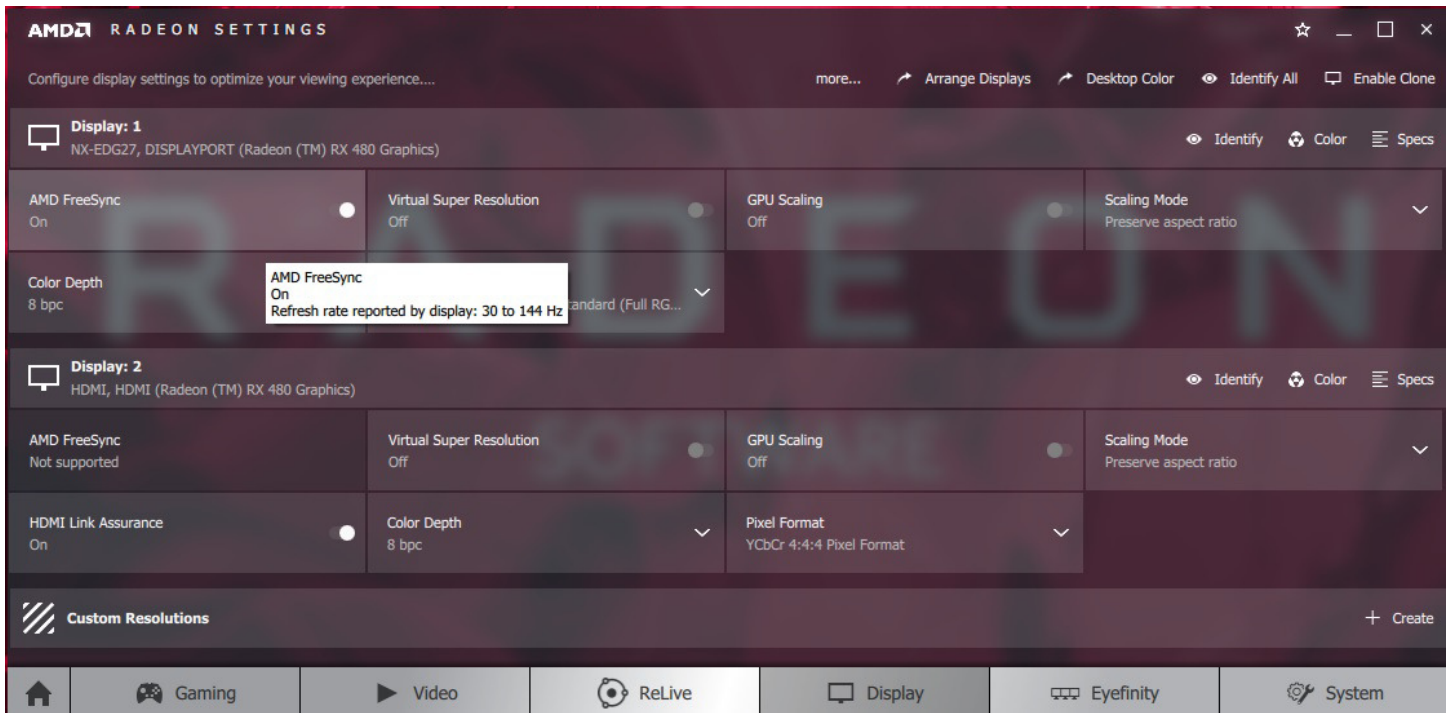 AMD RADEON SETTINGS
Configure display settings to optimize your viewing experience....
more... Arrange Displays Desktop Color Identify All Enable Clone
Display: 1
NX-EDG27, DISPLAYPORT (Radeon (TM) RX 480 Graphics)
Identify Color Specs
AMD FreeSync
On
Virtual Super Resolution
Off
GPU Scaling
Off
Scaling Mode
Preserve aspect ratio
Color Depth
8 bpc
(Full RG...
AMD FreeSync
On
Refresh rate reported by display: 30 to 144 Hz
Display: 2
HDMI, HDMI (Radeon (TM) RX 480 Graphics)
Identify Color Specs
AMD FreeSync
Not supported
Virtual Super Resolution
Off
GPU Scaling
Off
Scaling Mode
Preserve aspect ratio
HDMI Link Assurance
On
Color Depth
8 bpc
Pixel Format
YCbCr 4:4:4 Pixel Format
Custom Resolutions
+ Create
Gaming Video ReLive Display Eyefinity System
RADEON
SOFTWARE